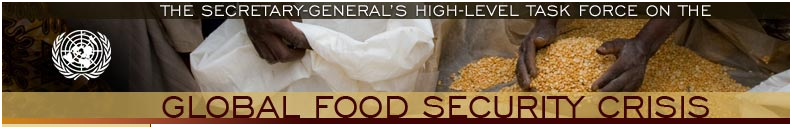 THE SECRETARY-GENERAL'S HIGH-LEVEL TASK FORCE ON THE
GLOBAL FOOD SECURITY CRISIS